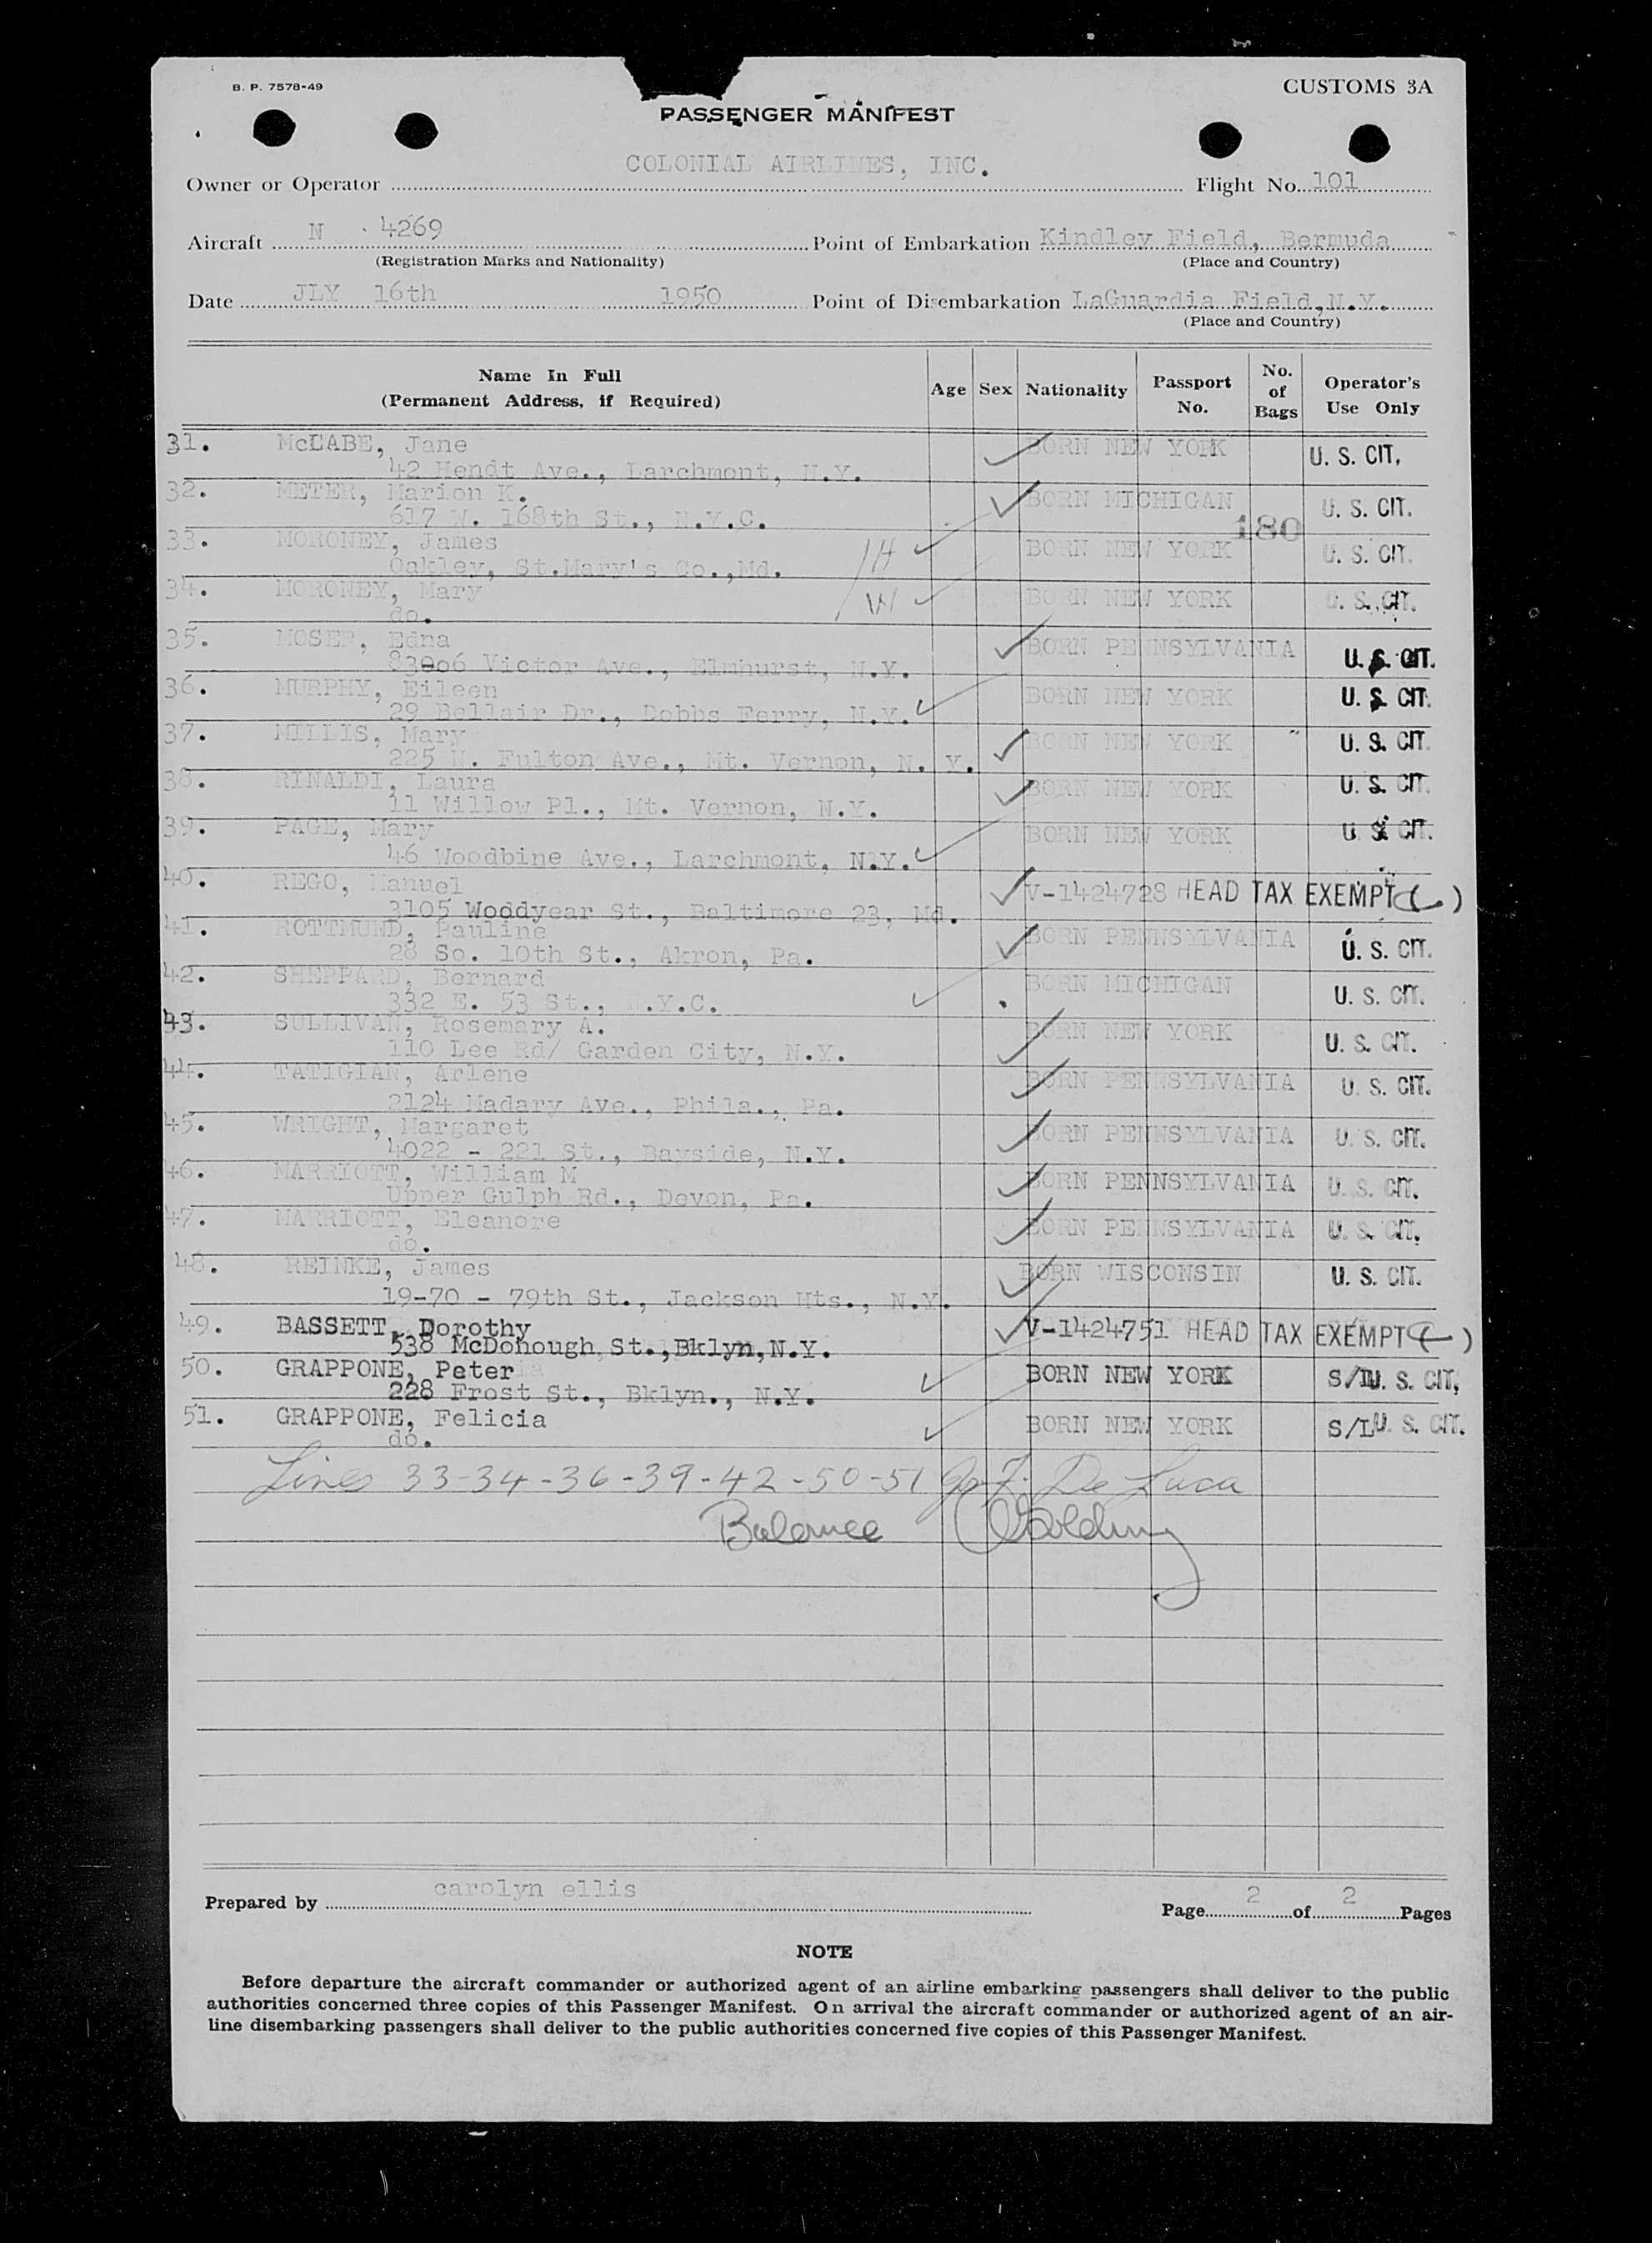 B. P. 7578-49
CUSTOMS 3A
PASSENGER MANIFEST
COLONIAL AIRLINES, INC.
Owner or Operator Flight No. 101
Aircraft N 4269 Point of Embarkation Kindley Field, Bermuda
(Registration Marks and Nationality) (Place and Country)
Date JLY 16th 1950 Point of Disembarkation LaGuardia Field, N.Y.
(Place and Country)
Name In Full (Permanent Address, if Required) Age Sex Nationality Passport No. No. of Bags Operator's Use Only
31. McCABE, Jane BORN NEW YORK U. S. CIT.
42 Hendt Ave., Larchmont, N.Y.
32. METER, Marion K. BORN MICHIGAN U. S. CIT.
617 W. 168th St., N.Y.C. 180
33. MORONEY, James H BORN NEW YORK U. S. CIT.
Oakley, St.Mary's Co.,Md.
34. MORONEY, Mary W BORN NEW YORK U. S. CIT.
do.
35. MOSER, Edna BORN PENNSYLVANIA U. S. CIT.
83006 Victor Ave., Elmhurst, N.Y.
36. MURPHY, Eileen BORN NEW YORK U. S. CIT.
29 Bellair Dr., Dobbs Ferry, N.Y.
37. MILLIS, Mary BORN NEW YORK U. S. CIT.
225 N. Fulton Ave., Mt. Vernon, N. Y.
38. RINALDI, Laura BORN NEW YORK U. S. CIT.
11 Willow Pl., Mt. Vernon, N.Y.
39. PAGE, Mary BORN NEW YORK U. S. CIT.
46 Woodbine Ave., Larchmont, N.Y.
40. REGO, Manuel V-1424728 HEAD TAX EXEMPT ( )
3105 Woodyear St., Baltimore 23, Md.
41. ROTTMUND, Pauline BORN PENNSYLVANIA U. S. CIT.
28 So. 10th St., Akron, Pa.
42. SHEPPARD, Bernard BORN MICHIGAN U. S. CIT.
332 E. 53 St., N.Y.C.
43. SULLIVAN, Rosemary A. BORN NEW YORK U. S. CIT.
110 Lee Rd/ Garden City, N.Y.
44. TATIGIAN, Arlene BORN PENNSYLVANIA U. S. CIT.
2124 Madary Ave., Phila., Pa.
45. WRIGHT, Margaret BORN PENNSYLVANIA U. S. CIT.
4022 - 221 St., Bayside, N.Y.
46. MARRIOTT, William M BORN PENNSYLVANIA U. S. CIT.
Upper Gulph Rd., Devon, Pa.
47. MARRIOTT, Eleanore BORN PENNSYLVANIA U. S. CIT.
do.
48. REINKE, James BORN WISCONSIN U. S. CIT.
19-70 - 79th St., Jackson Hts., N.Y.
49. BASSETT, Dorothy V-1424751 HEAD TAX EXEMPT ( )
538 McDonough St.,Bklyn,N.Y.
50. GRAPPONE, Peter BORN NEW YORK S/L U. S. CIT.
228 Frost St., Bklyn., N.Y.
51. GRAPPONE, Felicia BORN NEW YORK S/L U. S. CIT.
do.
Lines 33-34-36-39-42-50-51 Jo. F. De Luca
Balance Golding
Prepared by carolyn ellis
Page 2 of 2 Pages
NOTE
Before departure the aircraft commander or authorized agent of an airline embarking passengers shall deliver to the public
authorities concerned three copies of this Passenger Manifest. On arrival the aircraft commander or authorized agent of an air-
line disembarking passengers shall deliver to the public authorities concerned five copies of this Passenger Manifest.